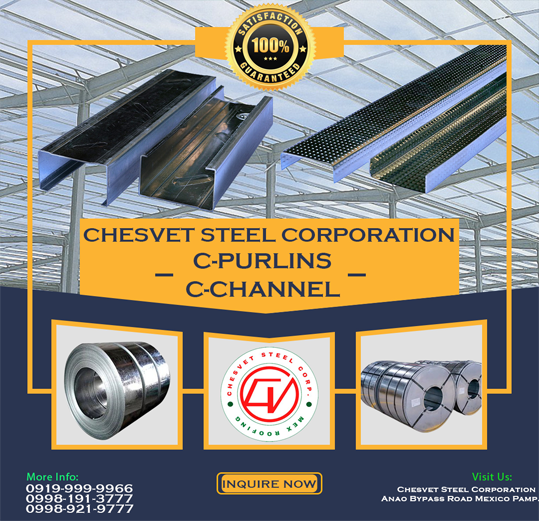 SATISFACTION
100%
GUARANTEED
CHESVET STEEL CORPORATION
C-PURLINS
C-CHANNEL
CHESVET STEEL CORP.
MEX ROOFING
More Info:
0919-999-9966
0998-191-3777
0998-921-9777
INQUIRE NOW
Visit Us:
Chesvet Steel Corporation
Anao Bypass Road Mexico Pamp